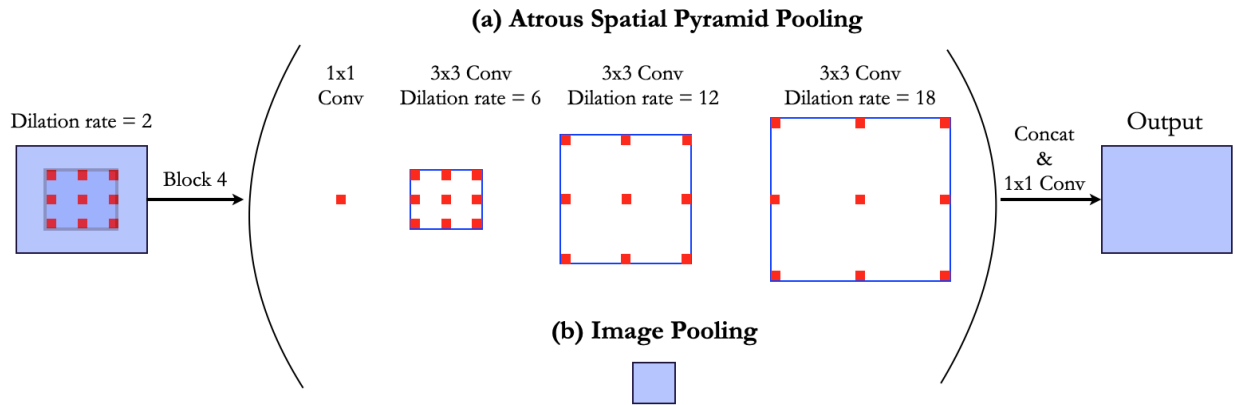 (a) Atrous Spatial Pyramid Pooling
1x1
Conv
3x3 Conv
Dilation rate = 6
3x3 Conv
Dilation rate = 12
3x3 Conv
Dilation rate = 18
Dilation rate = 2
Block 4
Concat
&
1x1 Conv
Output
(b) Image Pooling